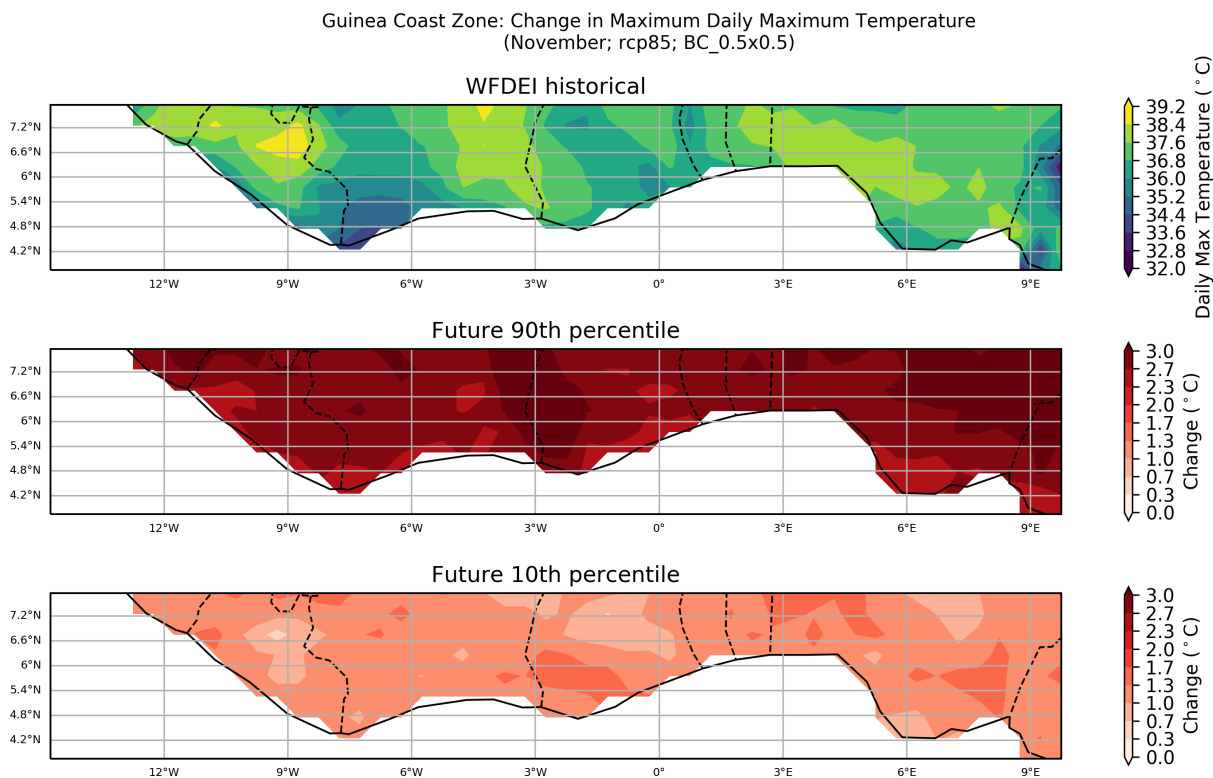 Guinea Coast Zone: Change in Maximum Daily Maximum Temperature
(November; rcp85; BC_0.5x0.5)
WFDEI historical
7.2°N
6.6°N
6°N
5.4°N
4.8°N
4.2°N
12°W 9°W 6°W 3°W 0° 3°E 6°E 9°E
39.2
38.4
37.6
36.8
36.0
35.2
34.4
33.6
32.8
32.0
Daily Max Temperature (°C)
Future 90th percentile
7.2°N
6.6°N
6°N
5.4°N
4.8°N
4.2°N
12°W 9°W 6°W 3°W 0° 3°E 6°E 9°E
3.0
2.7
2.3
2.0
1.7
1.3
1.0
0.7
0.3
0.0
Change (°C)
Future 10th percentile
7.2°N
6.6°N
6°N
5.4°N
4.8°N
4.2°N
12°W 9°W 6°W 3°W 0° 3°E 6°E 9°E
3.0
2.7
2.3
2.0
1.7
1.3
1.0
0.7
0.3
0.0
Change (°C)